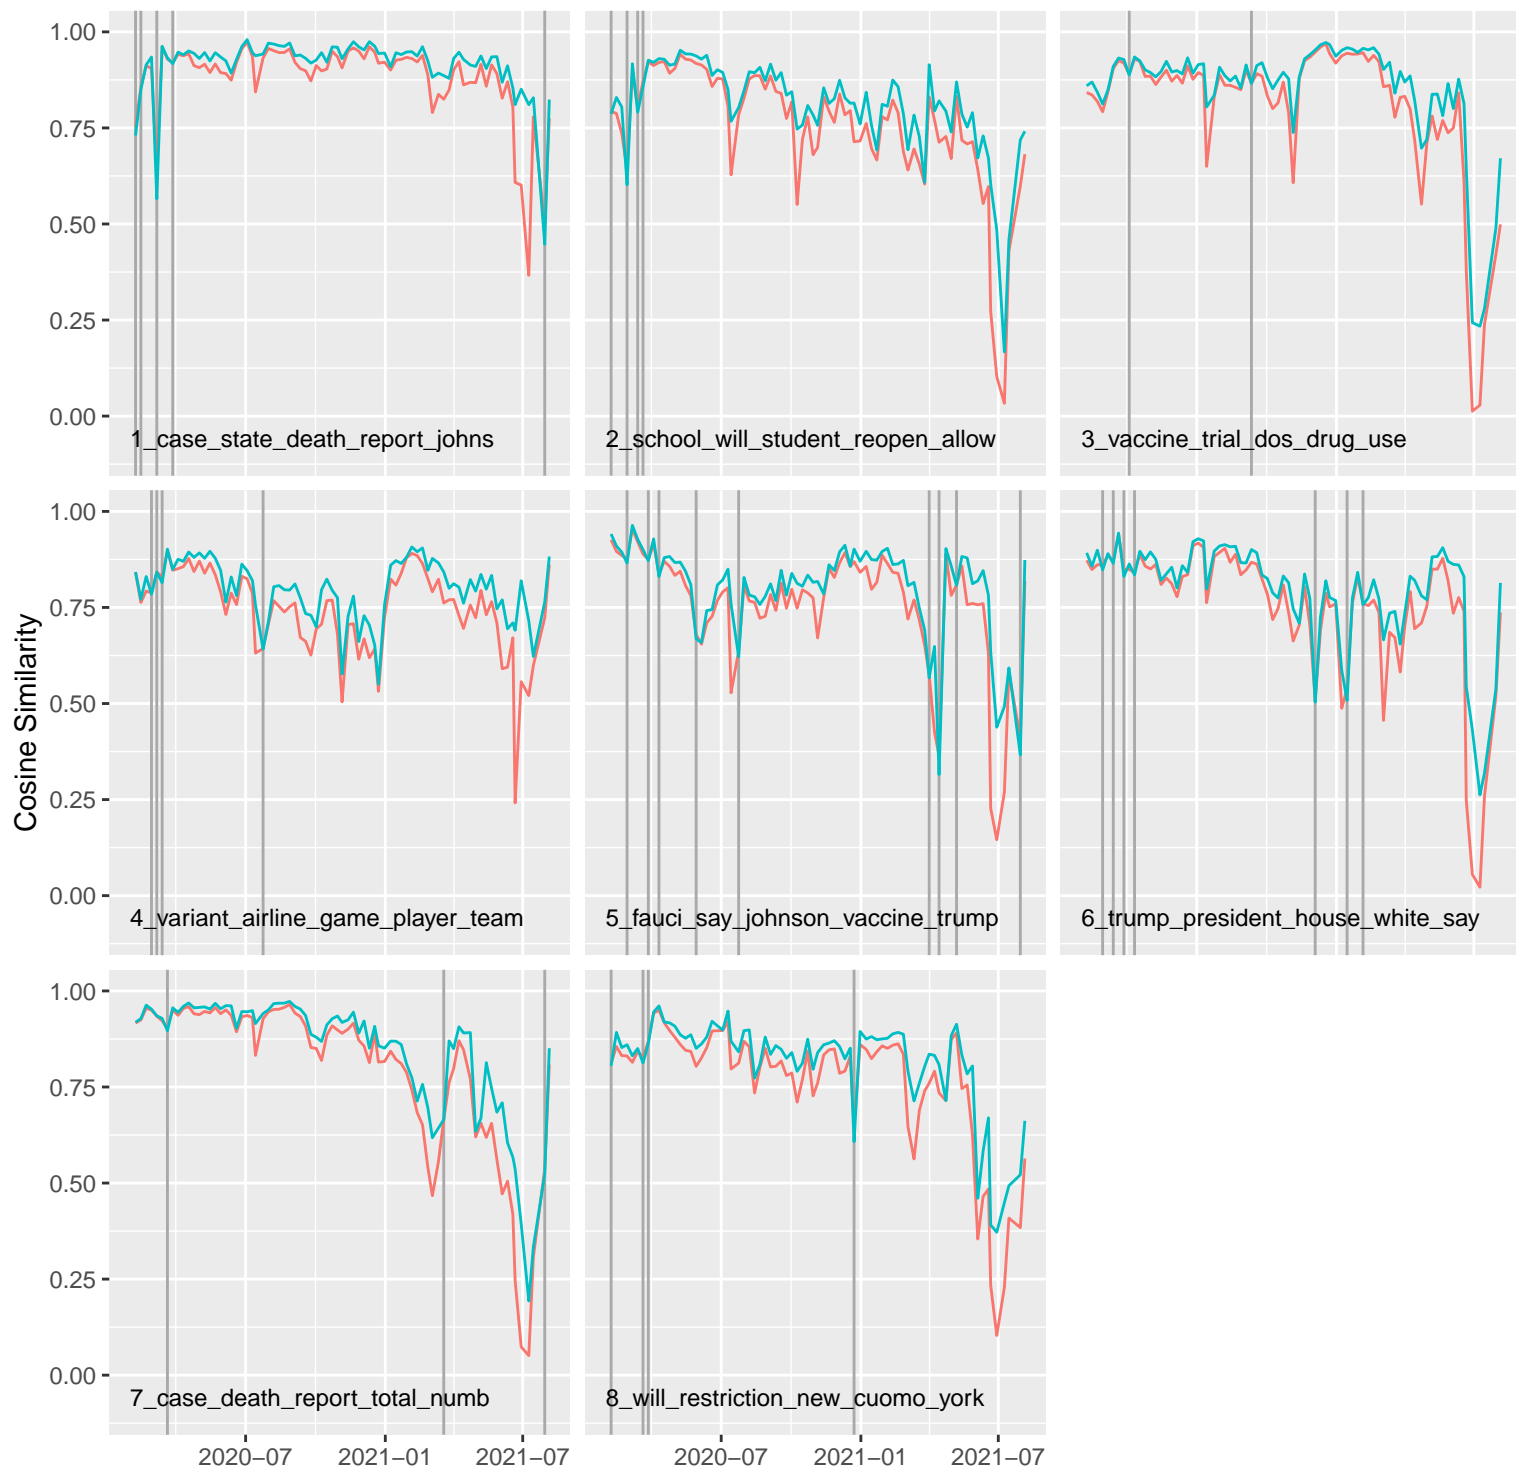 1.00
0.75
0.50
0.25
0.00
1_case_state_death_report_johns
2_school_will_student_reopen_allow
3_vaccine_trial_dos_drug_use
Cosine Similarity
1.00
0.75
0.50
0.25
0.00
4_variant_airline_game_player_team
5_fauci_say_johnson_vaccine_trump
6_trump_president_house_white_say
1.00
0.75
0.50
0.25
0.00
7_case_death_report_total_numb
8_will_restriction_new_cuomo_york
2020−07 2021−01 2021−07
2020−07 2021−01 2021−07